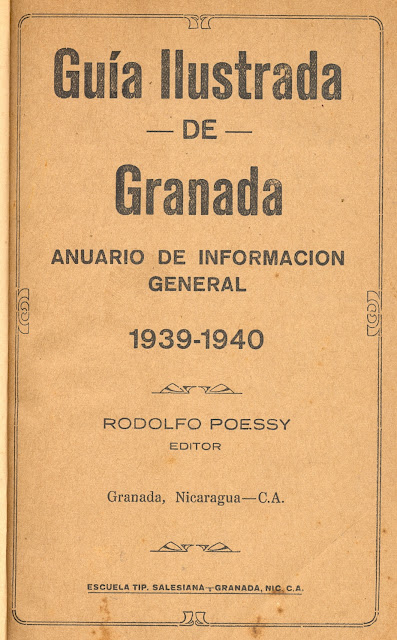 Guía Ilustrada
— DE —
Granada
ANUARIO DE INFORMACION
GENERAL
1939-1940
RODOLFO POESSY
EDITOR
Granada, Nicaragua—C.A.
ESCUELA TIP. SALESIANA - GRANADA, NIC. C.A.